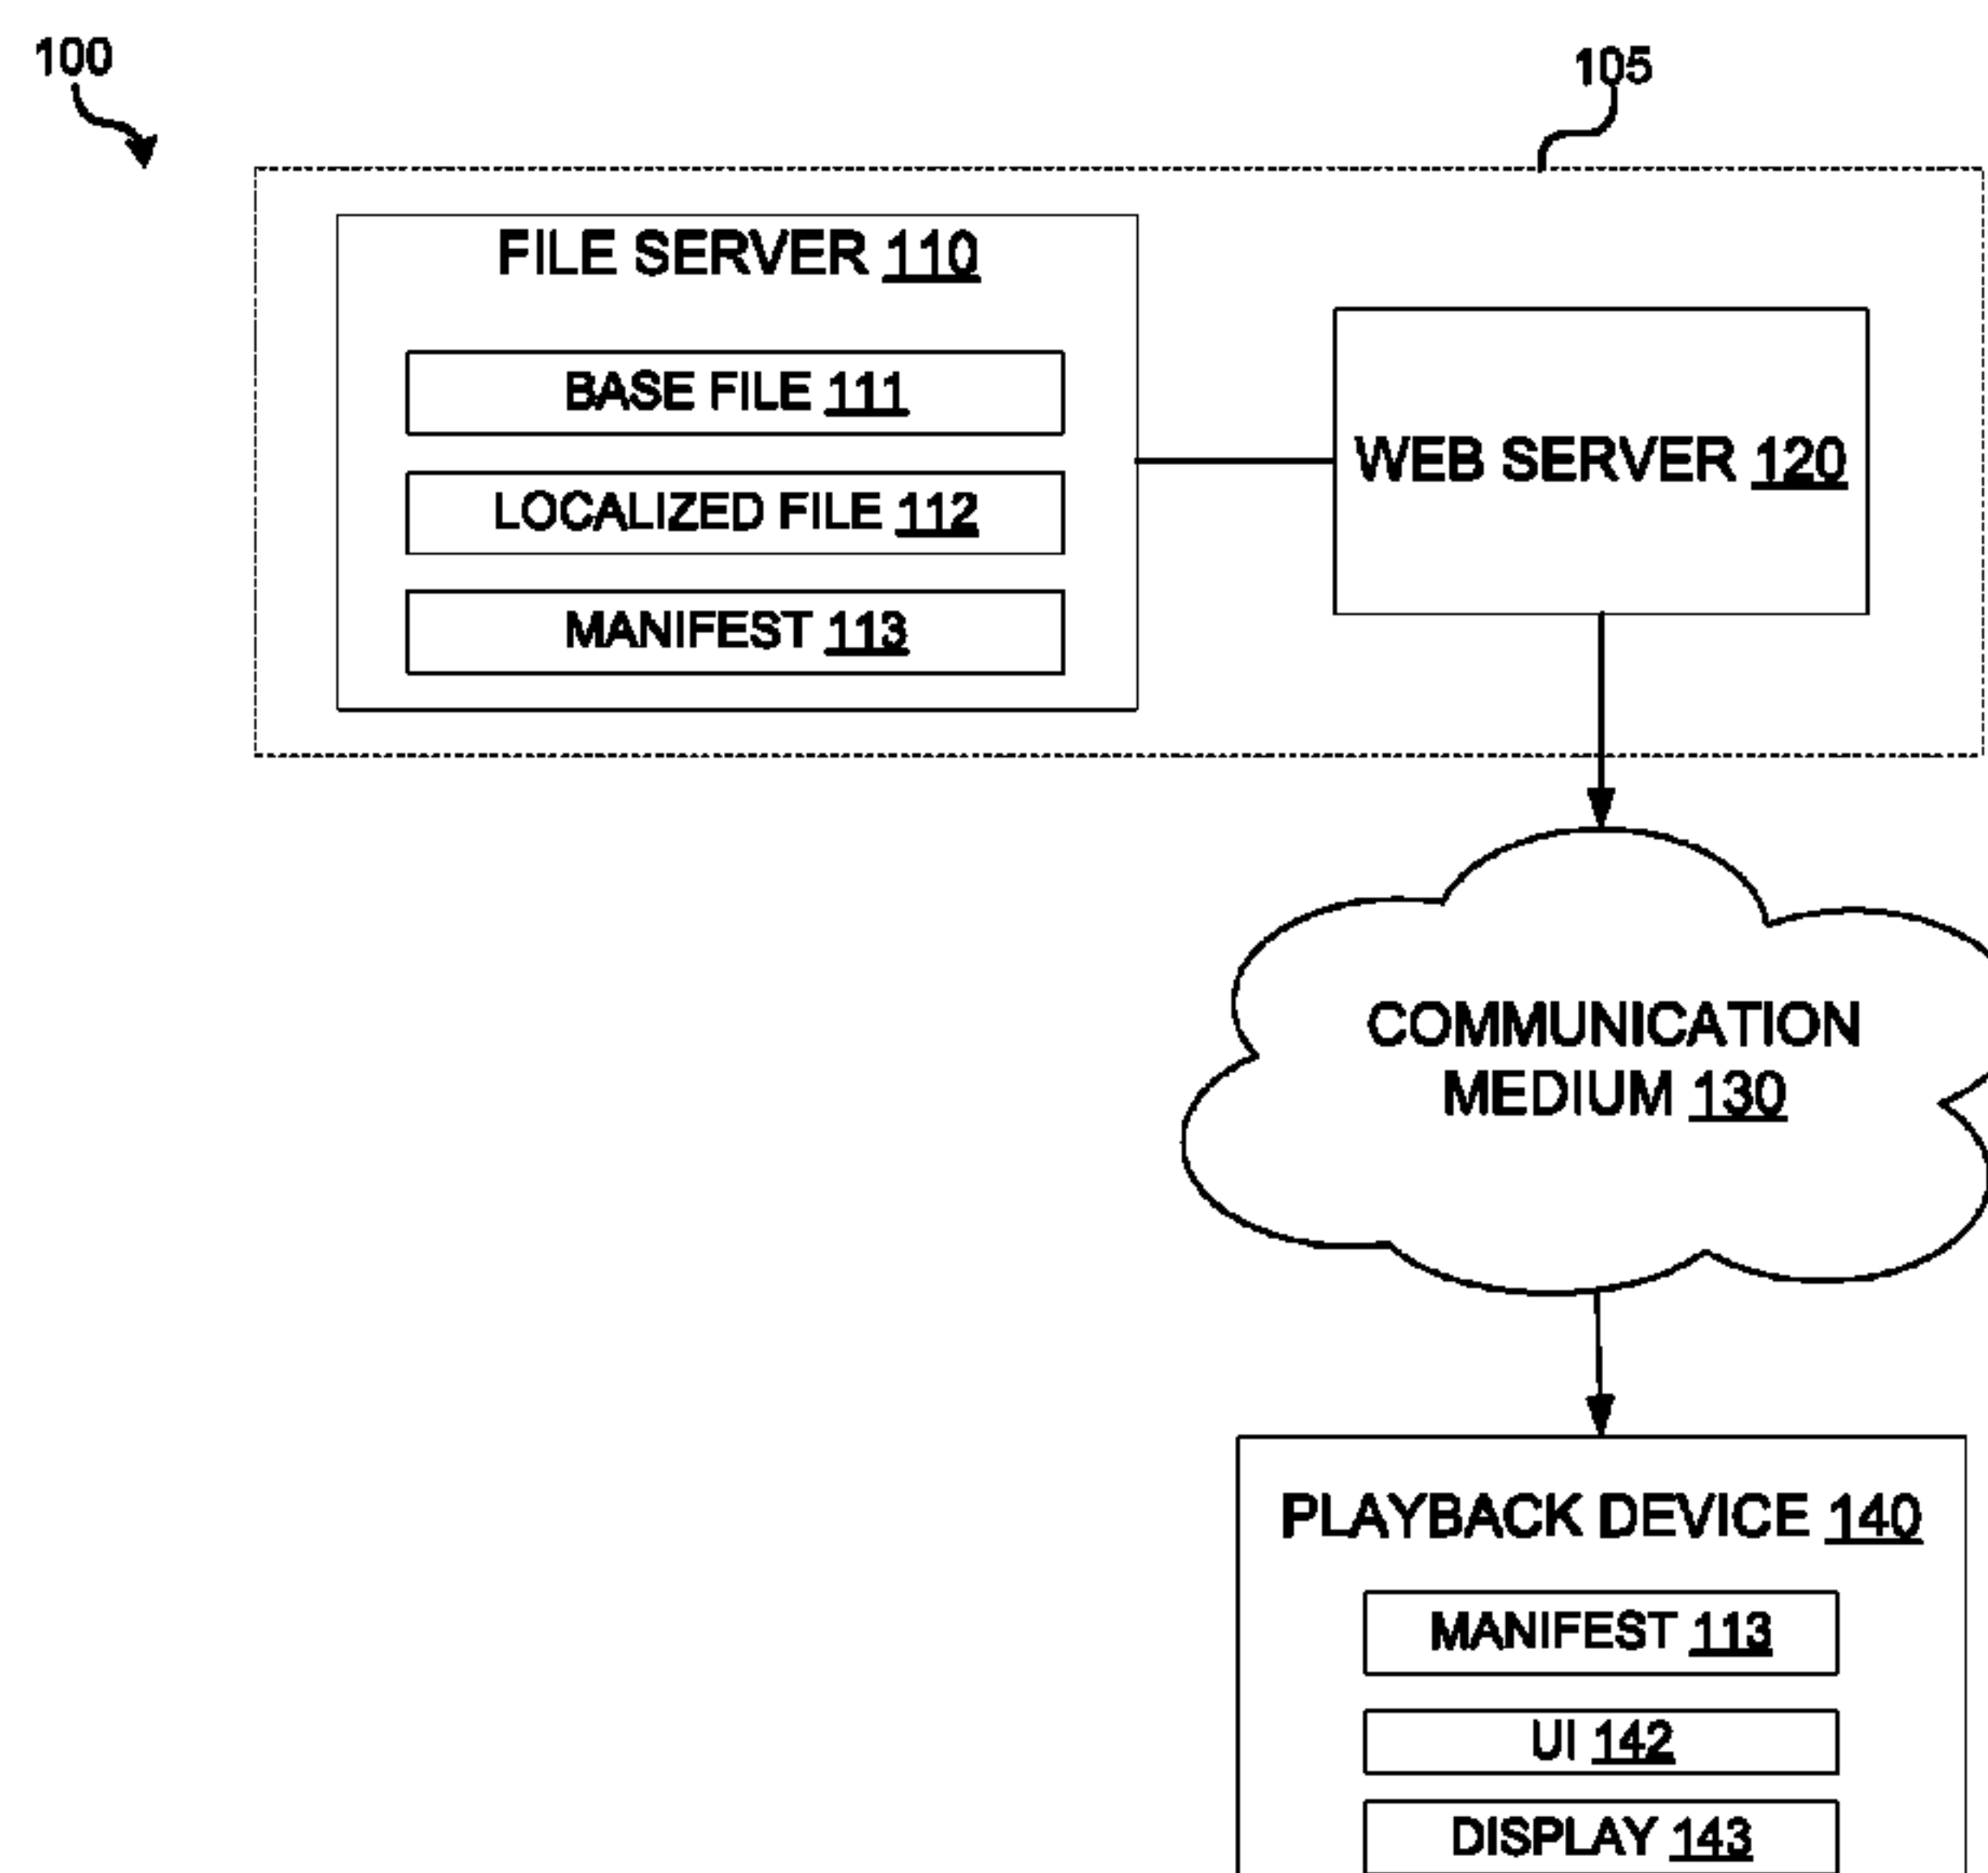 100
105
FILE SERVER 110
BASE FILE 111
LOCALIZED FILE 112
MANIFEST 113
WEB SERVER 120
COMMUNICATION
MEDIUM 130
PLAYBACK DEVICE 140
MANIFEST 113
UI 142
DISPLAY 143